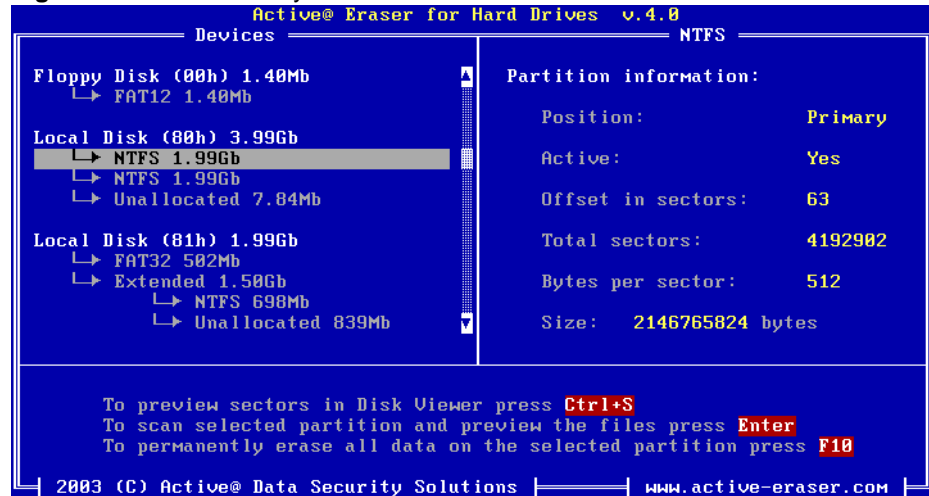 Active@ Eraser for Hard Drives v.4.0
Devices
Floppy Disk (00h) 1.40Mb
FAT12 1.40Mb
Local Disk (80h) 3.99Gb
NTFS 1.99Gb
NTFS 1.99Gb
Unallocated 7.84Mb
Local Disk (81h) 1.99Gb
FAT32 502Mb
Extended 1.50Gb
NTFS 698Mb
Unallocated 839Mb
NTFS
Partition information:
Position: Primary
Active: Yes
Offset in sectors: 63
Total sectors: 4192902
Bytes per sector: 512
Size: 2146765824 bytes
To preview sectors in Disk Viewer press Ctrl+S
To scan selected partition and preview the files press Enter
To permanently erase all data on the selected partition press F10
2003 (C) Active@ Data Security Solutions
www.active-eraser.com